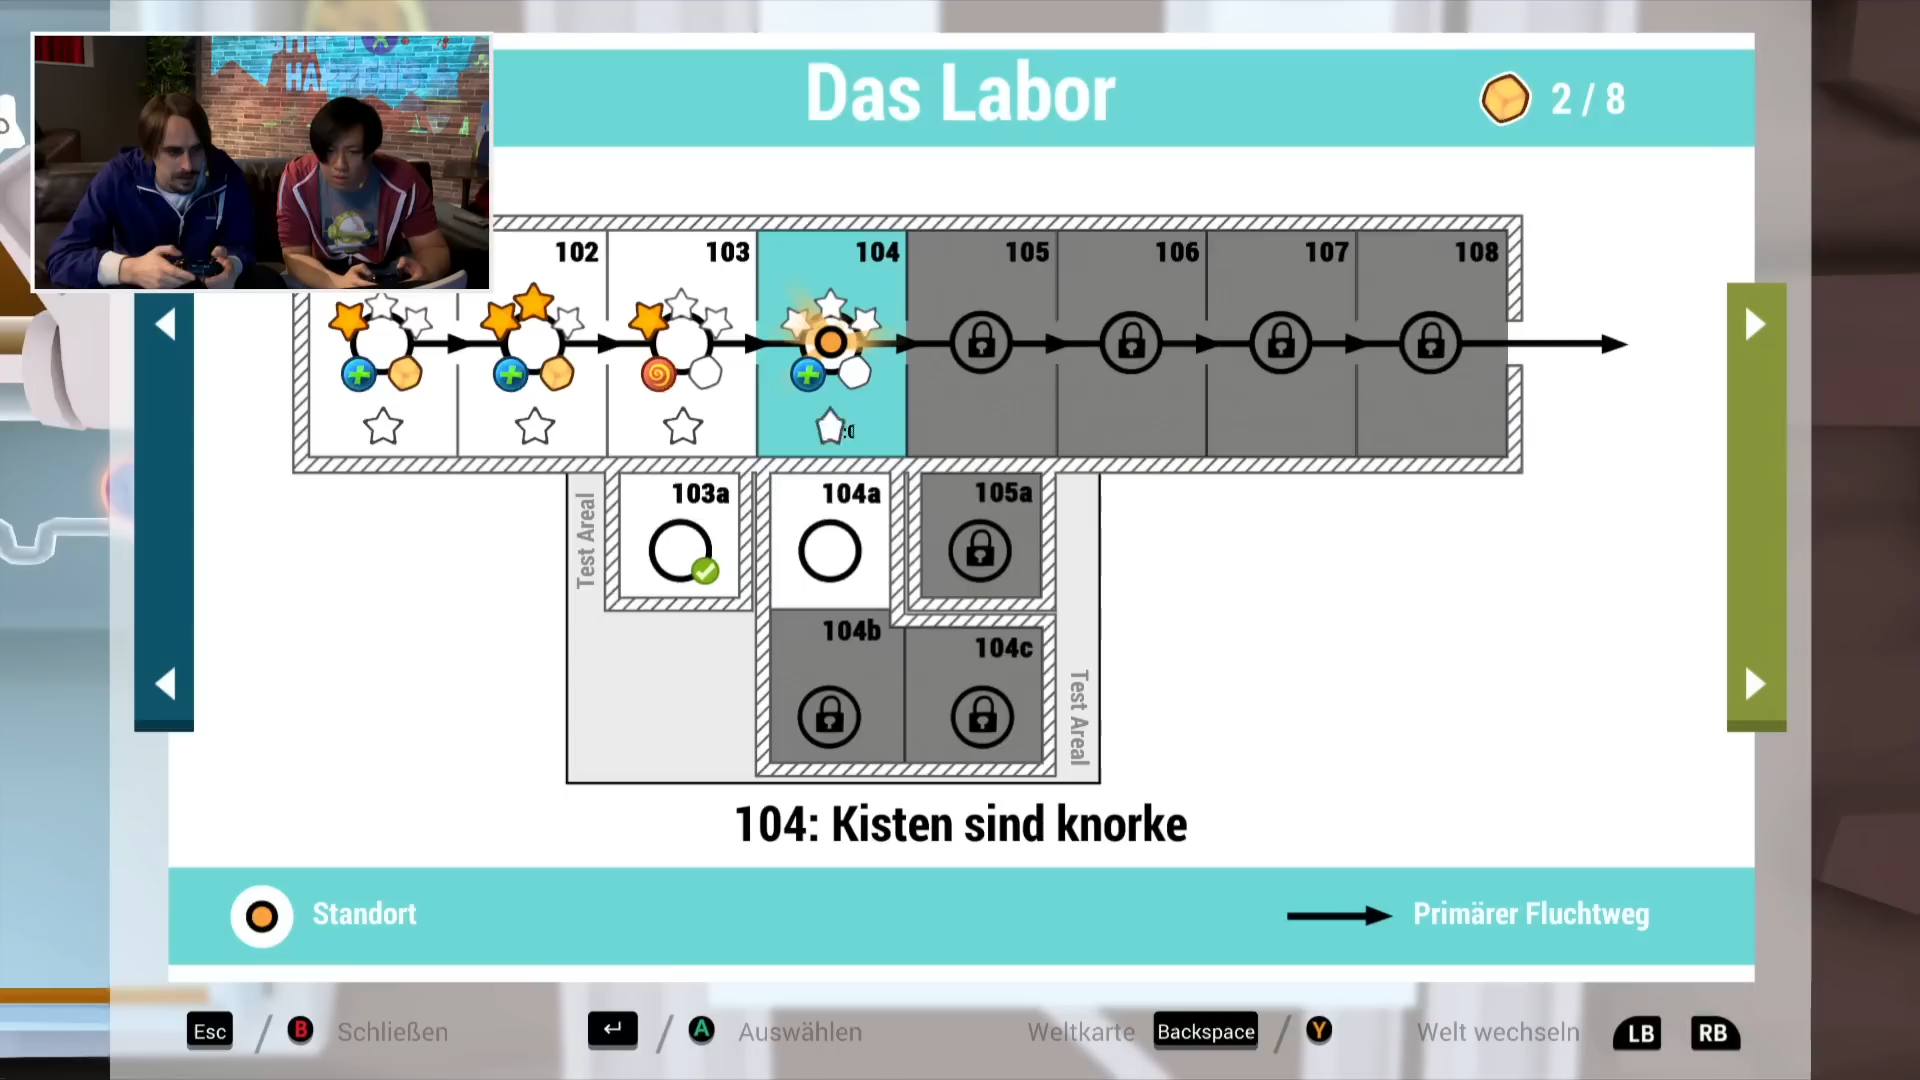 HAPPENS
Das Labor
2 / 8
102
103
104
105
106
107
108
103a
104a
105a
104b
104c
Test Areal
Test Areal
104: Kisten sind knorke
Standort
Primärer Fluchtweg
Esc / B Schließen
/ A Auswählen
Weltkarte Backspace / Y
Welt wechseln LB RB